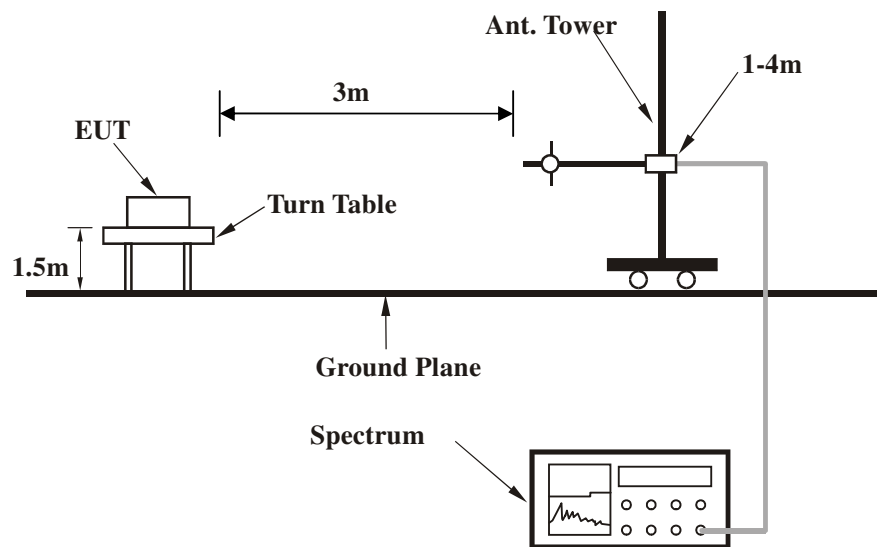 Ant. Tower
1-4m
3m
EUT
Turn Table
1.5m
Ground Plane
Spectrum